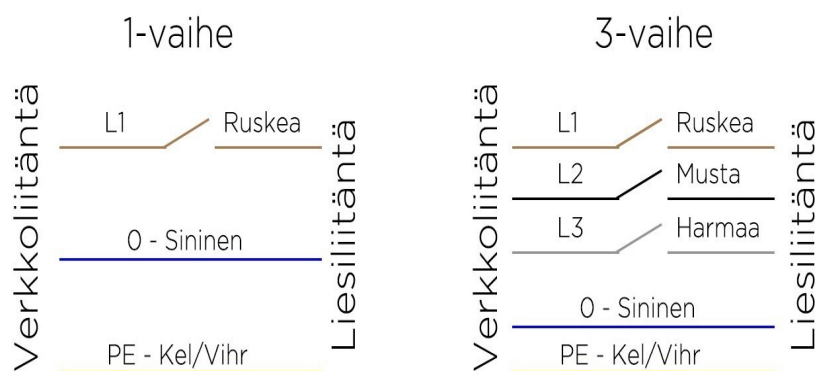 1-vaihe
Verkkoliitäntä
L1 Ruskea
0 - Sininen
PE - Kel/Vihr
Liesiliitäntä
3-vaihe
Verkkoliitäntä
L1 Ruskea
L2 Musta
L3 Harmaa
0 - Sininen
PE - Kel/Vihr
Liesiliitäntä